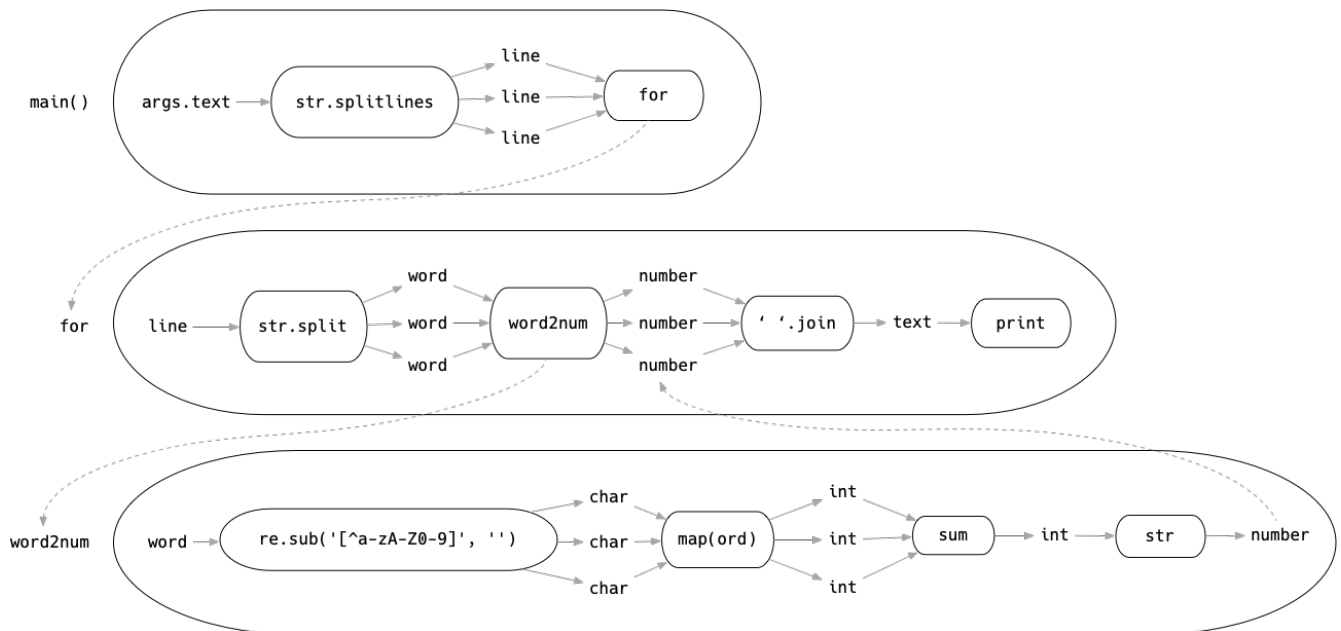 line
main() args.text str.splitlines line for
line
word number
for line str.split word word2num number ‘ ‘.join text print
word number
char int
word2num word re.sub('[^a-zA-Z0-9]', '') char map(ord) int sum int str number
char int